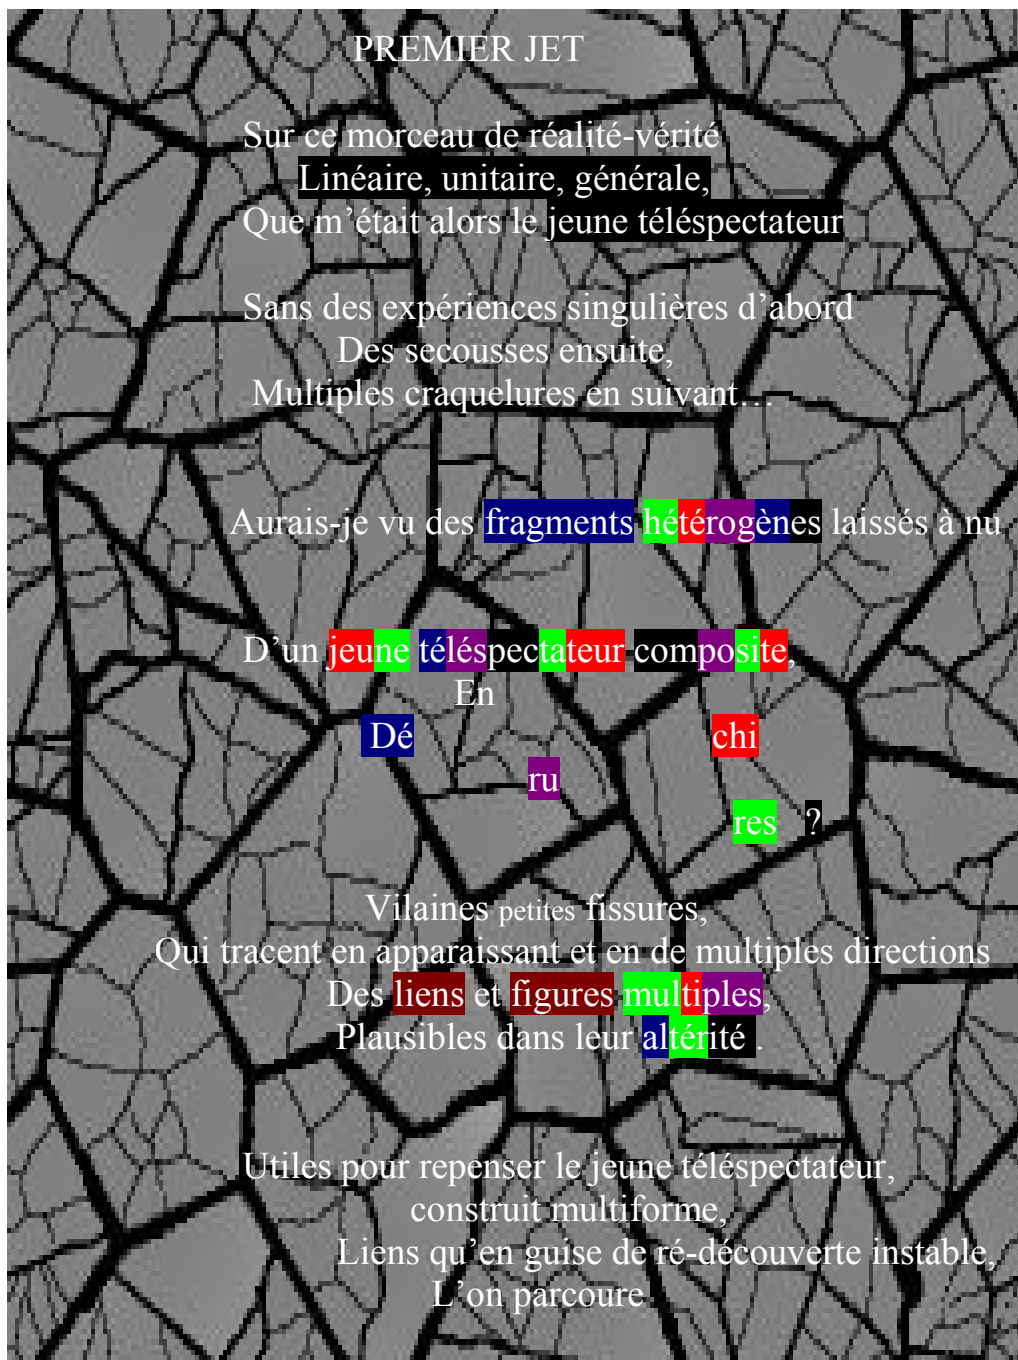 PREMIER JET
Sur ce morceau de réalité-vérité
Linéaire, unitaire, générale,
Que m’était alors le jeune téléspectateur
Sans des expériences singulières d’abord
Des secousses ensuite,
Multiples craquelures en suivant…
Aurais-je vu des fragments hétérogènes laissés à nu
D’un jeune téléspectateur composite,
En
Dé chi
ru
res ?
Vilaines petites fissures,
Qui tracent en apparaissant et en de multiples directions
Des liens et figures multiples,
Plausibles dans leur altérité .
Utiles pour repenser le jeune téléspectateur,
construit multiforme,
Liens qu’en guise de ré-découverte instable,
L’on parcoure